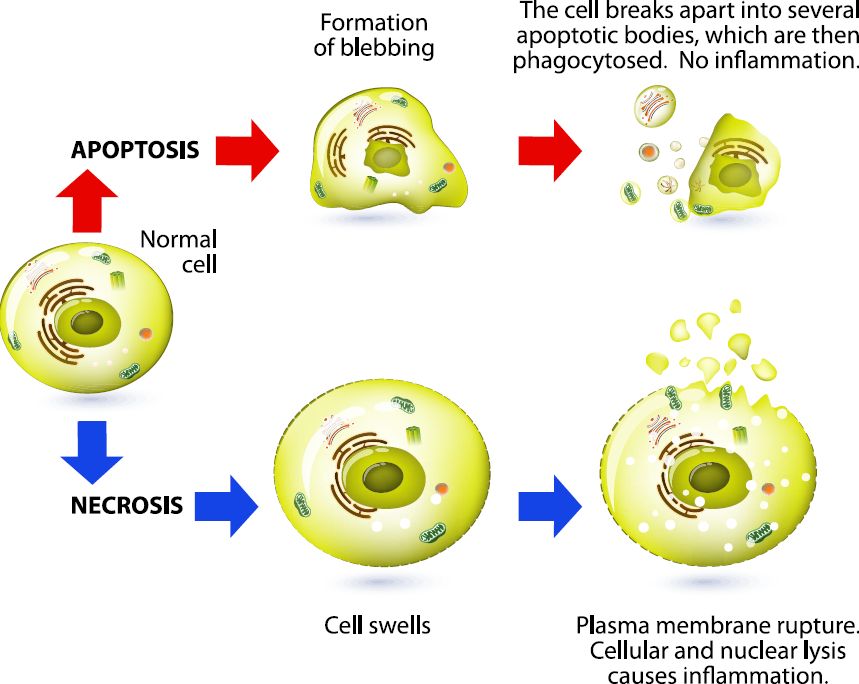 Formation
of blebbing
The cell breaks apart into several
apoptotic bodies, which are then
phagocytosed. No inflammation.
APOPTOSIS
Normal
cell
NECROSIS
Cell swells
Plasma membrane rupture.
Cellular and nuclear lysis
causes inflammation.